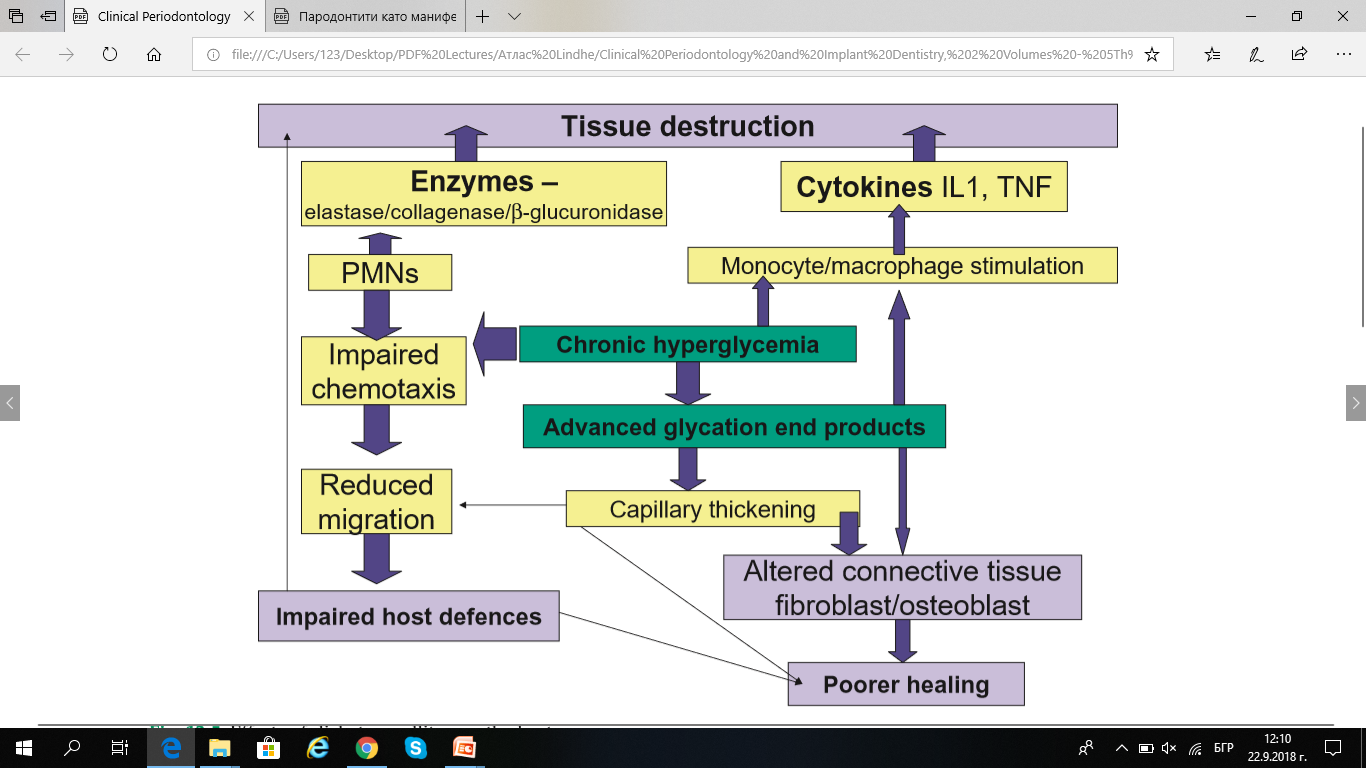 Clinical Periodontology
Пародонтити като манифе
file:///C:/Users/123/Desktop/PDF%20Lectures/Атлас%20Lindhe/Clinical%20Periodontology%20and%20Implant%20Dentistry,%202%20Volumes%20-%205Th%
Tissue destruction
Enzymes –
elastase/collagenase/β-glucuronidase
Cytokines IL1, TNF
PMNs
Monocyte/macrophage stimulation
Impaired
chemotaxis
Chronic hyperglycemia
Advanced glycation end products
Reduced
migration
Capillary thickening
Altered connective tissue
fibroblast/osteoblast
Impaired host defences
Poorer healing
БГР
12:10
22.9.2018 г.